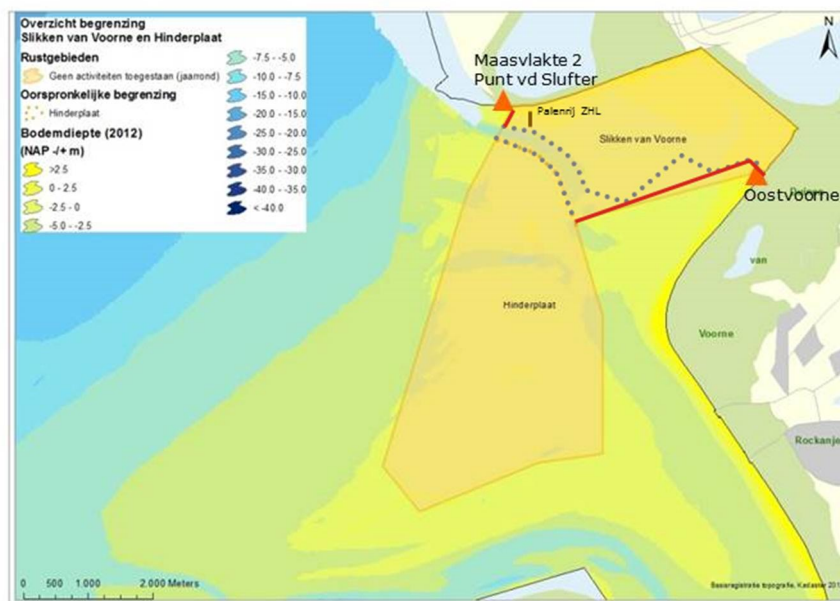 Overzicht begrenzing
Slikken van Voorne en Hinderplaat
Rustgebieden
Geen activiteiten toegestaan (jaarrond)
Oorspronkelijke begrenzing
Hinderplaat
Bodemdiepte (2012)
(NAP -/+ m)
>2.5
0 - 2.5
-2.5 - 0
-5.0 - -2.5
-7.5 - -5.0
-10.0 - -7.5
-15.0 - -10.0
-20.0 - -15.0
-25.0 - -20.0
-30.0 - -25.0
-35.0 - -30.0
-40.0 - -35.0
< -40.0
N
Maasvlakte 2
Punt vd Slufter
Palenrij ZHL
Slikken van Voorne
Oostvoorne
van
Hinderplaat
Voorne
Rockanje
0 500 1.000 2.000 Meters
Basisregistratie topografie, Kadaster 201